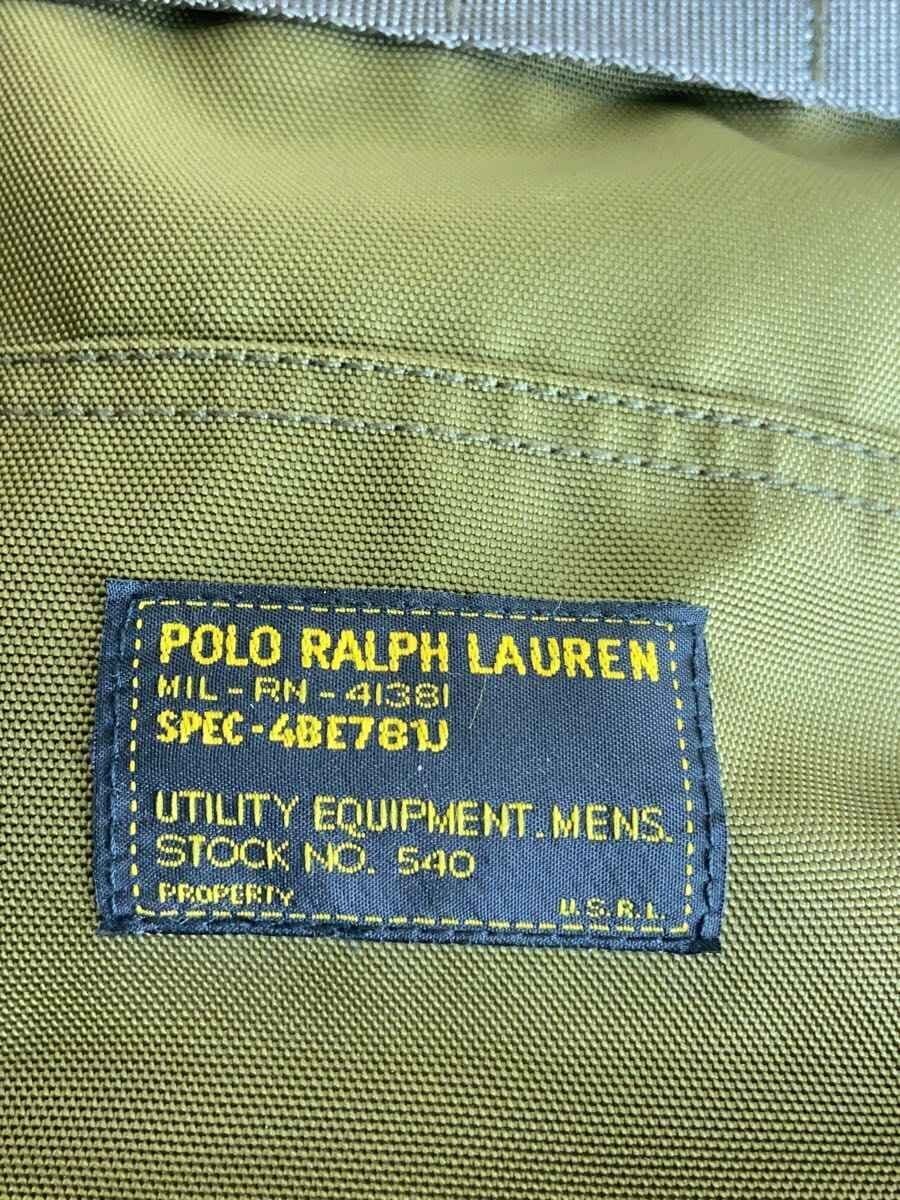 POLO RALPH LAUREN
MIL-RN-41381
SPEC-4BE781J
UTILITY EQUIPMENT.MENS.
STOCK NO. 540
PROPERTY U.S.R.L.